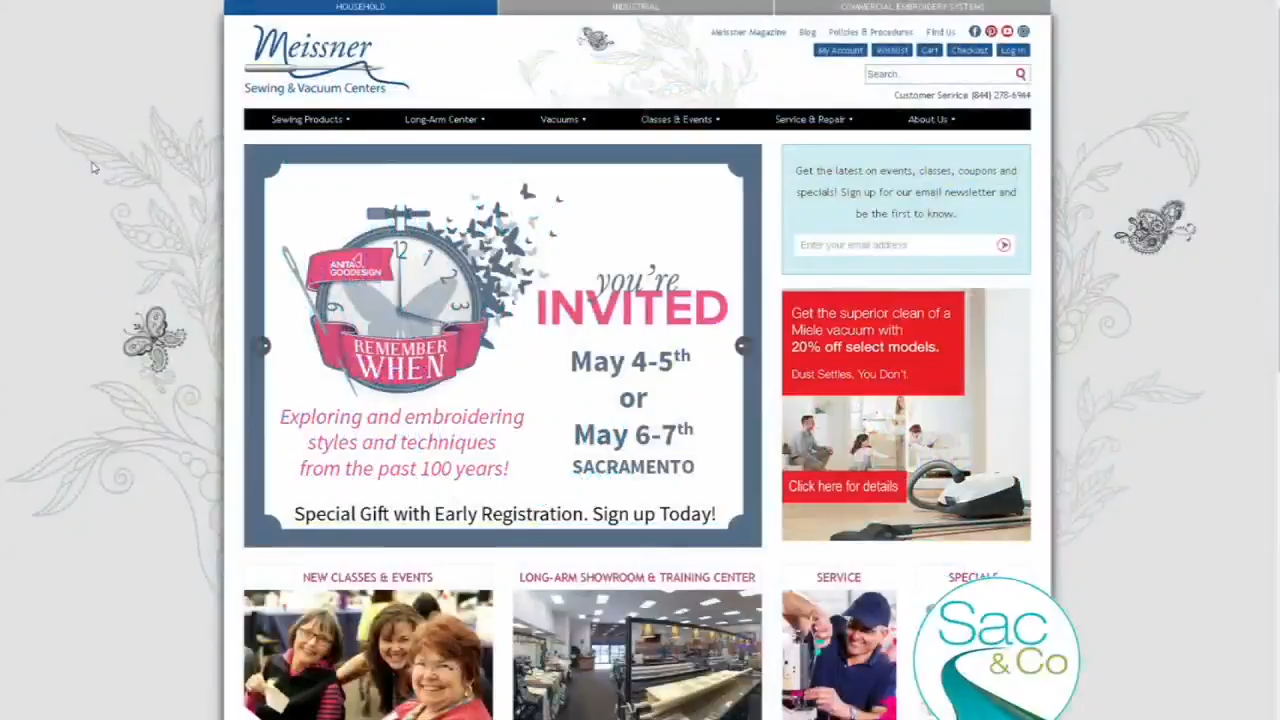 HOUSEHOLD
INDUSTRIAL
COMMERCIAL EMBROIDERY SYSTEMS
Meissner
Sewing & Vacuum Centers
Meissner Magazine Blog Policies & Procedures Find Us
My Account Wishlist Cart Checkout Log In
Search
Customer Service (844) 278-6944
Sewing Products Long-Arm Center Vacuums Classes & Events Service & Repair About Us
12
1
2
3
6
ANITA
GOODESIGN
REMEMBER
WHEN
Exploring and embroidering
styles and techniques
from the past 100 years!
you're
INVITED
May 4-5th
or
May 6-7th
SACRAMENTO
Special Gift with Early Registration. Sign up Today!
Get the latest on events, classes, coupons and
specials! Sign up for our email newsletter and
be the first to know.
Enter your email address
Get the superior clean of a
Miele vacuum with
20% off select models.
Dust Settles, You Don't.
Click here for details
NEW CLASSES & EVENTS
LONG-ARM SHOWROOM & TRAINING CENTER
SERVICE
SPECIALS
Sac
& Co